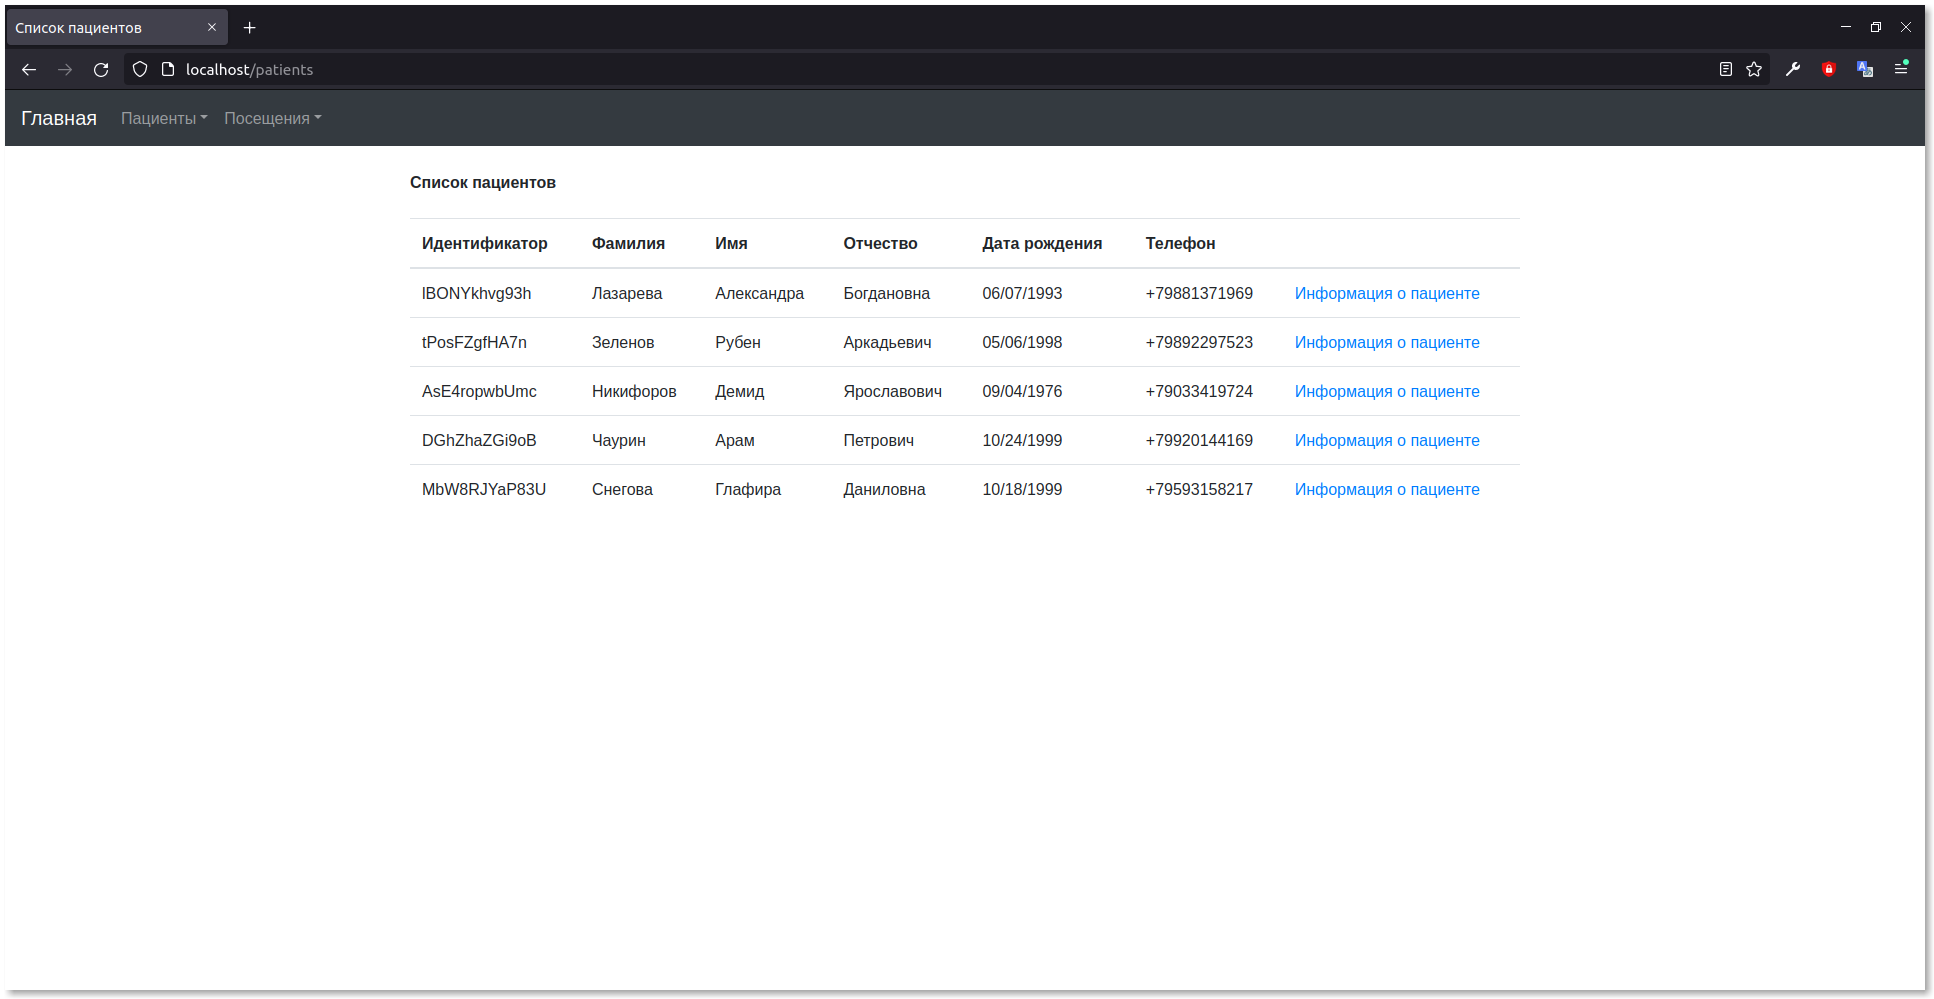 Список пациентов
localhost/patients
Главная Пациенты Посещения
Список пациентов
Идентификатор Фамилия Имя Отчество Дата рождения Телефон
lBONYkhvg93h Лазарева Александра Богдановна 06/07/1993 +79881371969 Информация о пациенте
tPosFZgfHA7n Зеленов Рубен Аркадьевич 05/06/1998 +79892297523 Информация о пациенте
AsE4ropwbUmc Никифоров Демид Ярославович 09/04/1976 +79033419724 Информация о пациенте
DGhZhaZGi9oB Чаурин Арам Петрович 10/24/1999 +79920144169 Информация о пациенте
MbW8RJYaP83U Снегова Глафира Даниловна 10/18/1999 +79593158217 Информация о пациенте